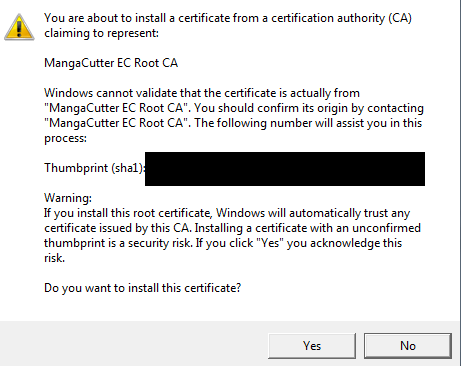 You are about to install a certificate from a certification authority (CA)
claiming to represent:
MangaCutter EC Root CA
Windows cannot validate that the certificate is actually from
"MangaCutter EC Root CA". You should confirm its origin by contacting
"MangaCutter EC Root CA". The following number will assist you in this
process:
Thumbprint (sha1):
Warning:
If you install this root certificate, Windows will automatically trust any
certificate issued by this CA. Installing a certificate with an unconfirmed
thumbprint is a security risk. If you click "Yes" you acknowledge this
risk.
Do you want to install this certificate?
Yes No